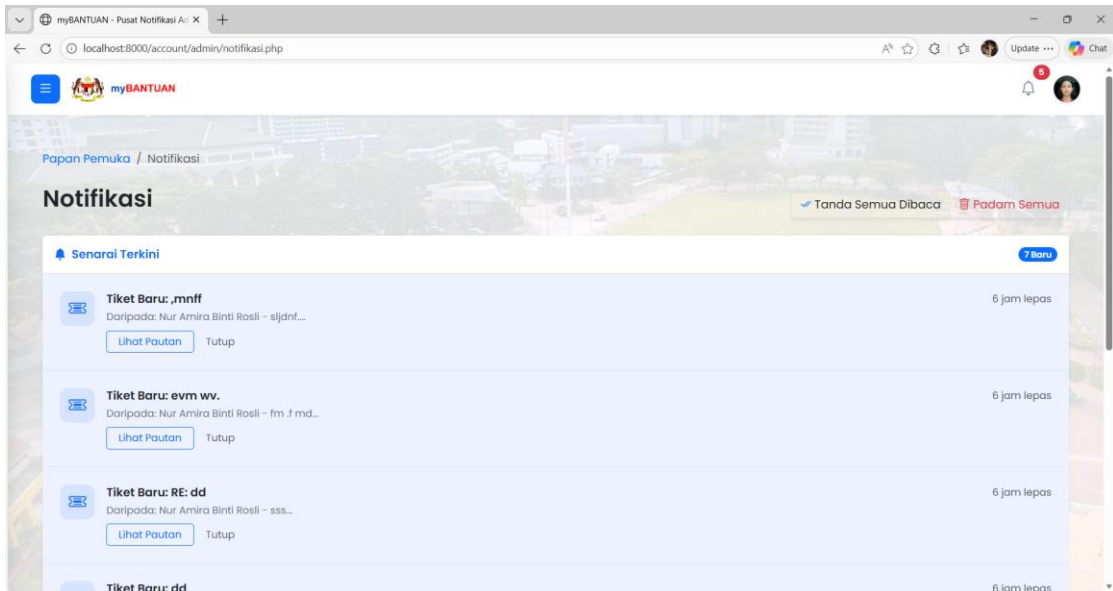 myBANTUAN - Pusat Notifikasi Ad
localhost:8000/account/admin/notifikasi.php
Update
Chat
myBANTUAN
5
Papan Pemuka / Notifikasi
Notifikasi
Tanda Semua Dibaca
Padam Semua
Senarai Terkini
7 Baru
Tiket Baru: ,mnff
6 jam lepas
Daripada: Nur Amira Binti Rosli - sljdnf....
Lihat Pautan
Tutup
Tiket Baru: evm wv.
6 jam lepas
Daripada: Nur Amira Binti Rosli - fm .f md...
Lihat Pautan
Tutup
Tiket Baru: RE: dd
6 jam lepas
Daripada: Nur Amira Binti Rosli - sss...
Lihat Pautan
Tutup
Tiket Baru: dd
6 jam lepas